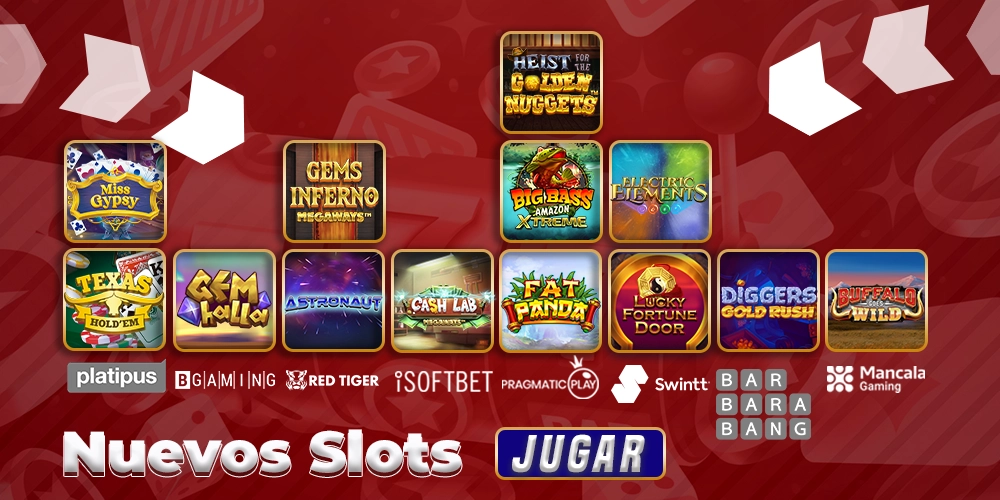 HEIST FOR THE
GOLDEN
NUGGETS™
Miss
Gypsy
GEMS
INFERNO
MEGAWAYS™
BIG BASS
AMAZON
XTREME
ELECTRIC
ELEMENTS
TEXAS
HOLD'EM
GEM
halla
ASTRONAUT
CASH LAB
MEGAWAYS
FAT
PANDA
LUCKY
FORTUNE
DOOR
DIGGERS
GOLD RUSH
BUFFALO
GOES
WILD
platipus
BGAMING
RED TIGER
iSOFTBET
PRAGMATIC PLAY
Swintt
BAR
BARA
BANG
Mancala
Gaming
Nuevos Slots
JUGAR